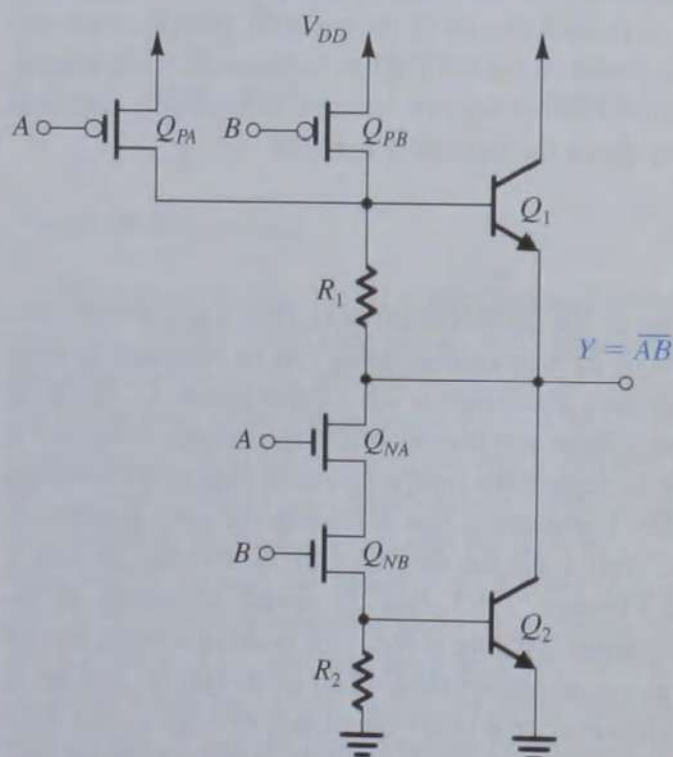 V_DD
A
Q_PA
B
Q_PB
Q_1
R_1
Y = \overline{AB}
A
Q_NA
B
Q_NB
Q_2
R_2